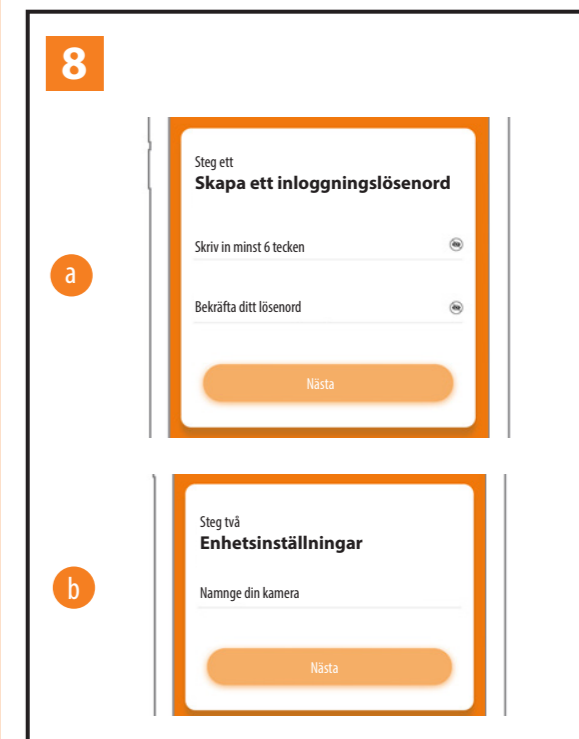 8
a
Steg ett
Skapa ett inloggningslösenord
Skriv in minst 6 tecken
Bekräfta ditt lösenord
Nästa
b
Steg två
Enhetsinställningar
Namnge din kamera
Nästa